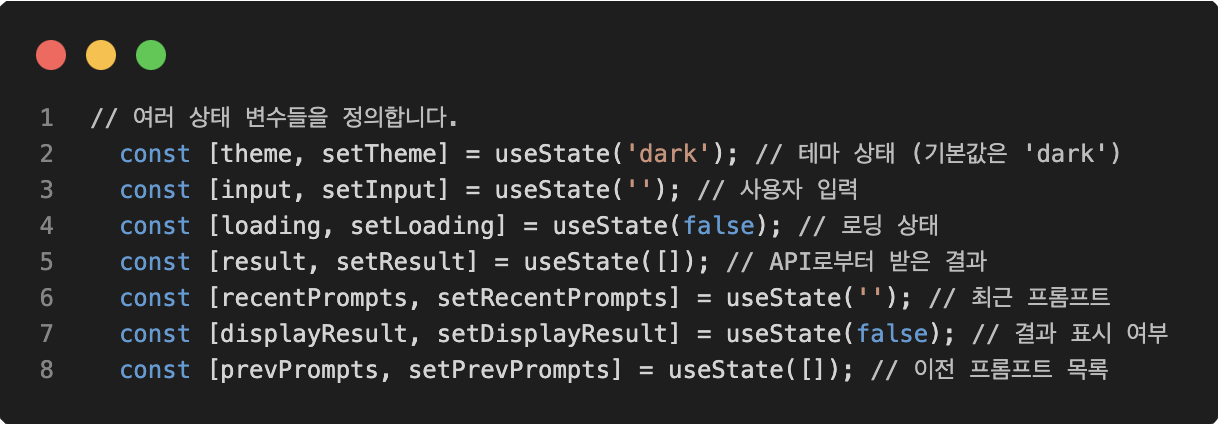 1 // 여러 상태 변수들을 정의합니다.
2 const [theme, setTheme] = useState('dark'); // 테마 상태 (기본값은 'dark')
3 const [input, setInput] = useState(''); // 사용자 입력
4 const [loading, setLoading] = useState(false); // 로딩 상태
5 const [result, setResult] = useState([]); // API로부터 받은 결과
6 const [recentPrompts, setRecentPrompts] = useState(''); // 최근 프롬프트
7 const [displayResult, setDisplayResult] = useState(false); // 결과 표시 여부
8 const [prevPrompts, setPrevPrompts] = useState([]); // 이전 프롬프트 목록